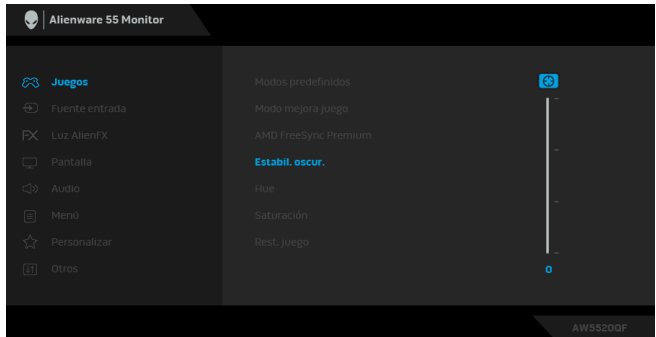 Alienware 55 Monitor
Juegos
Fuente entrada
FX Luz AlienFX
Pantalla
Audio
Menú
Personalizar
Otros
Modos predefinidos
Modo mejora juego
AMD FreeSync Premium
Estabil. oscur.
Hue
Saturación
Rest. juego
0
AW5520QF